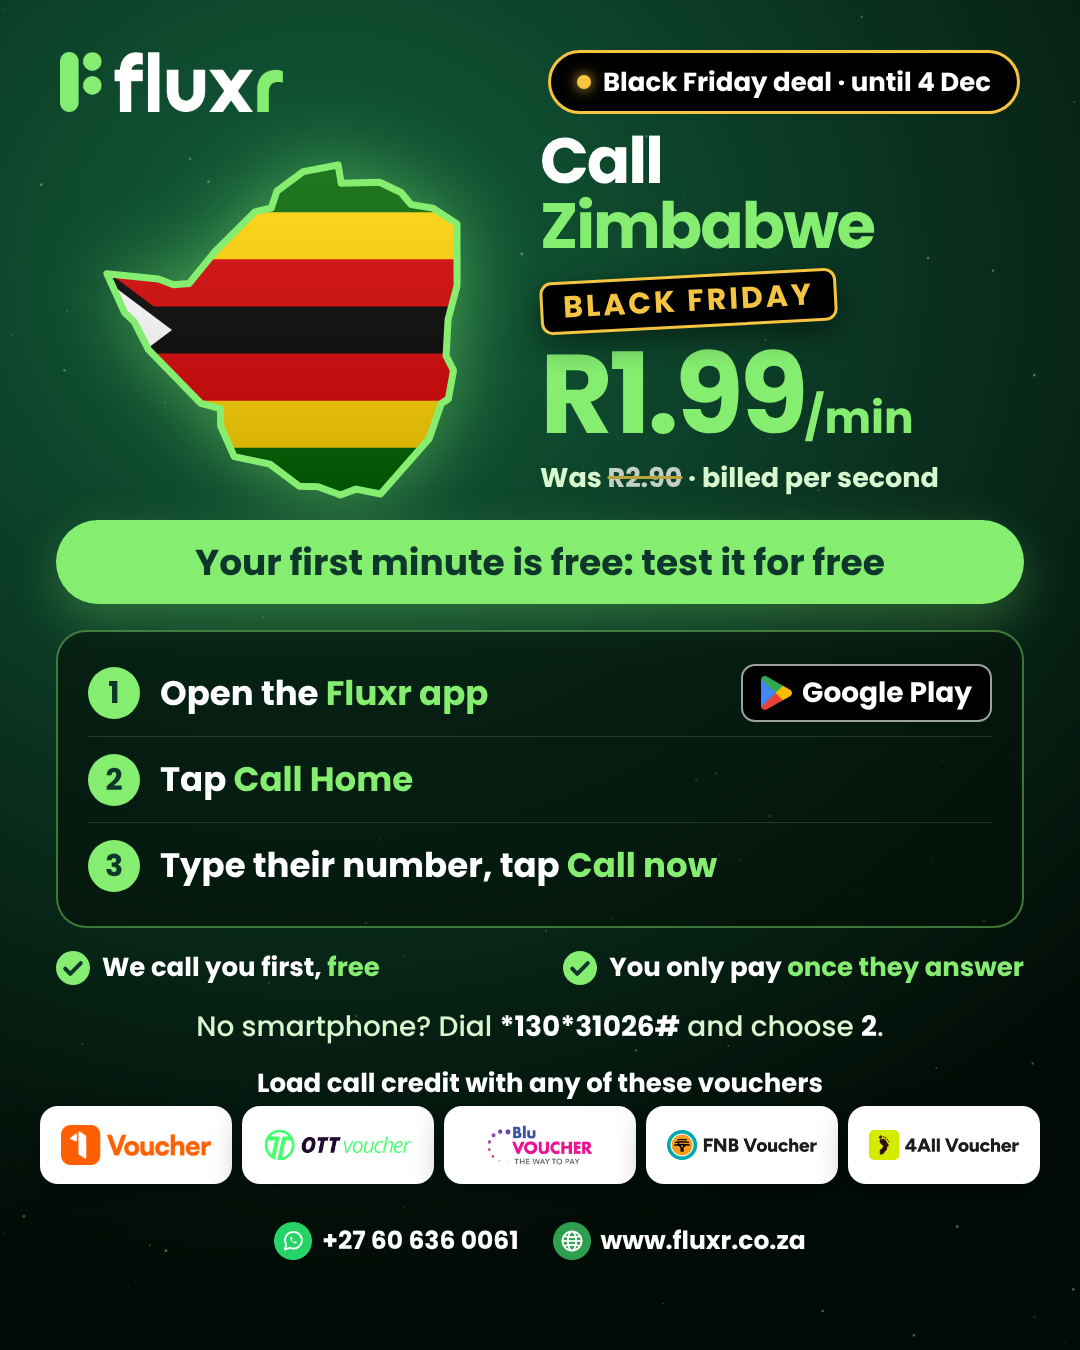 fluxr
Black Friday deal · until 4 Dec
Call
Zimbabwe
BLACK FRIDAY
R1.99/min
Was R2.90 · billed per second
Your first minute is free: test it for free
1 Open the Fluxr app
Google Play
2 Tap Call Home
3 Type their number, tap Call now
We call you first, free
You only pay once they answer
No smartphone? Dial *130*31026# and choose 2.
Load call credit with any of these vouchers
1 Voucher
OTT voucher
Blu
VOUCHER
THE WAY TO PAY
FNB Voucher
4All Voucher
+27 60 636 0061
www.fluxr.co.za